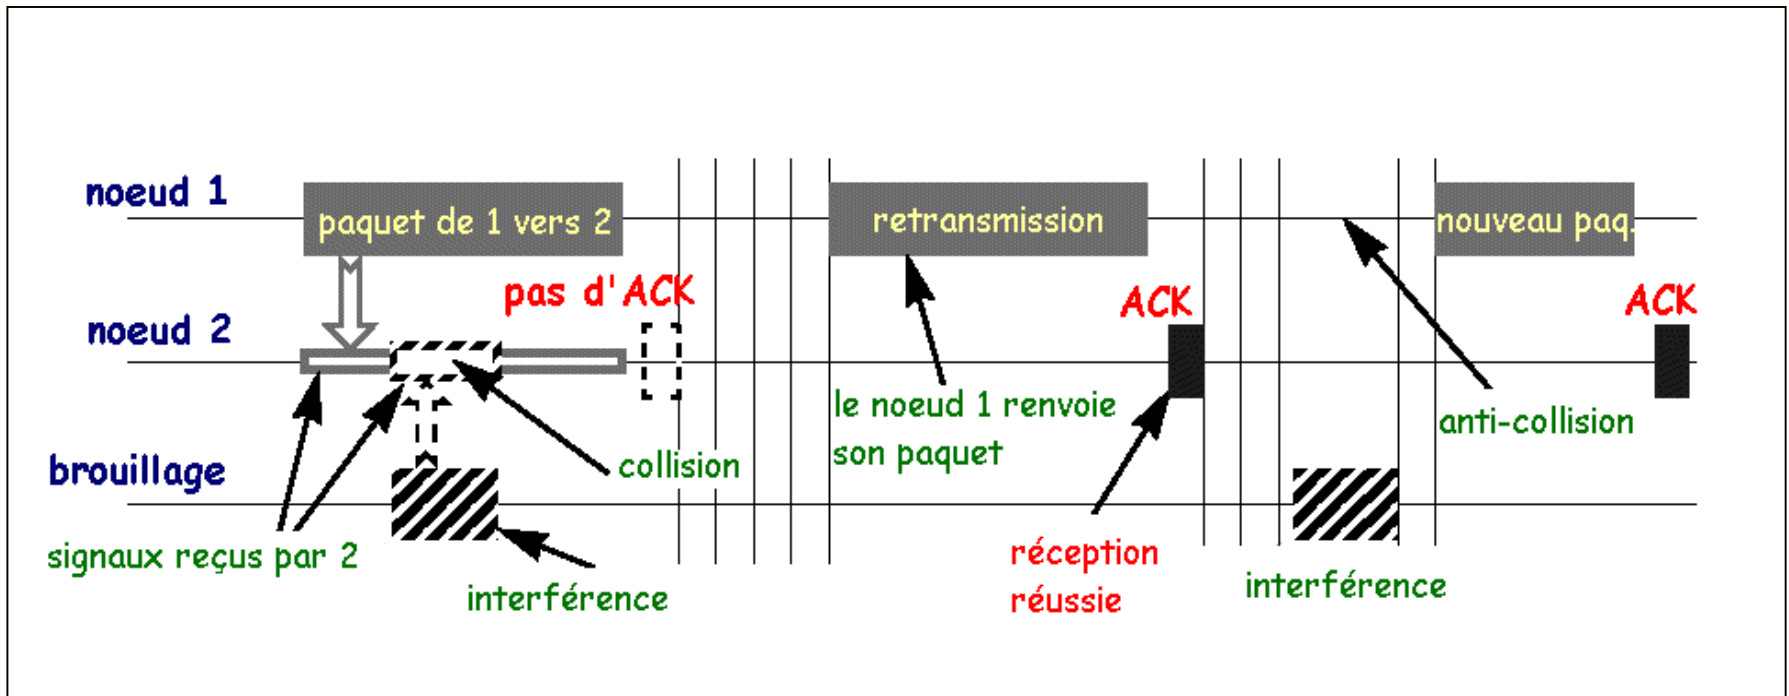 noeud 1
paquet de 1 vers 2
retransmission
nouveau paq.
pas d'ACK
ACK
ACK
noeud 2
le noeud 1 renvoie
son paquet
anti-collision
collision
brouillage
signaux reçus par 2
interférence
réception
réussie
interférence